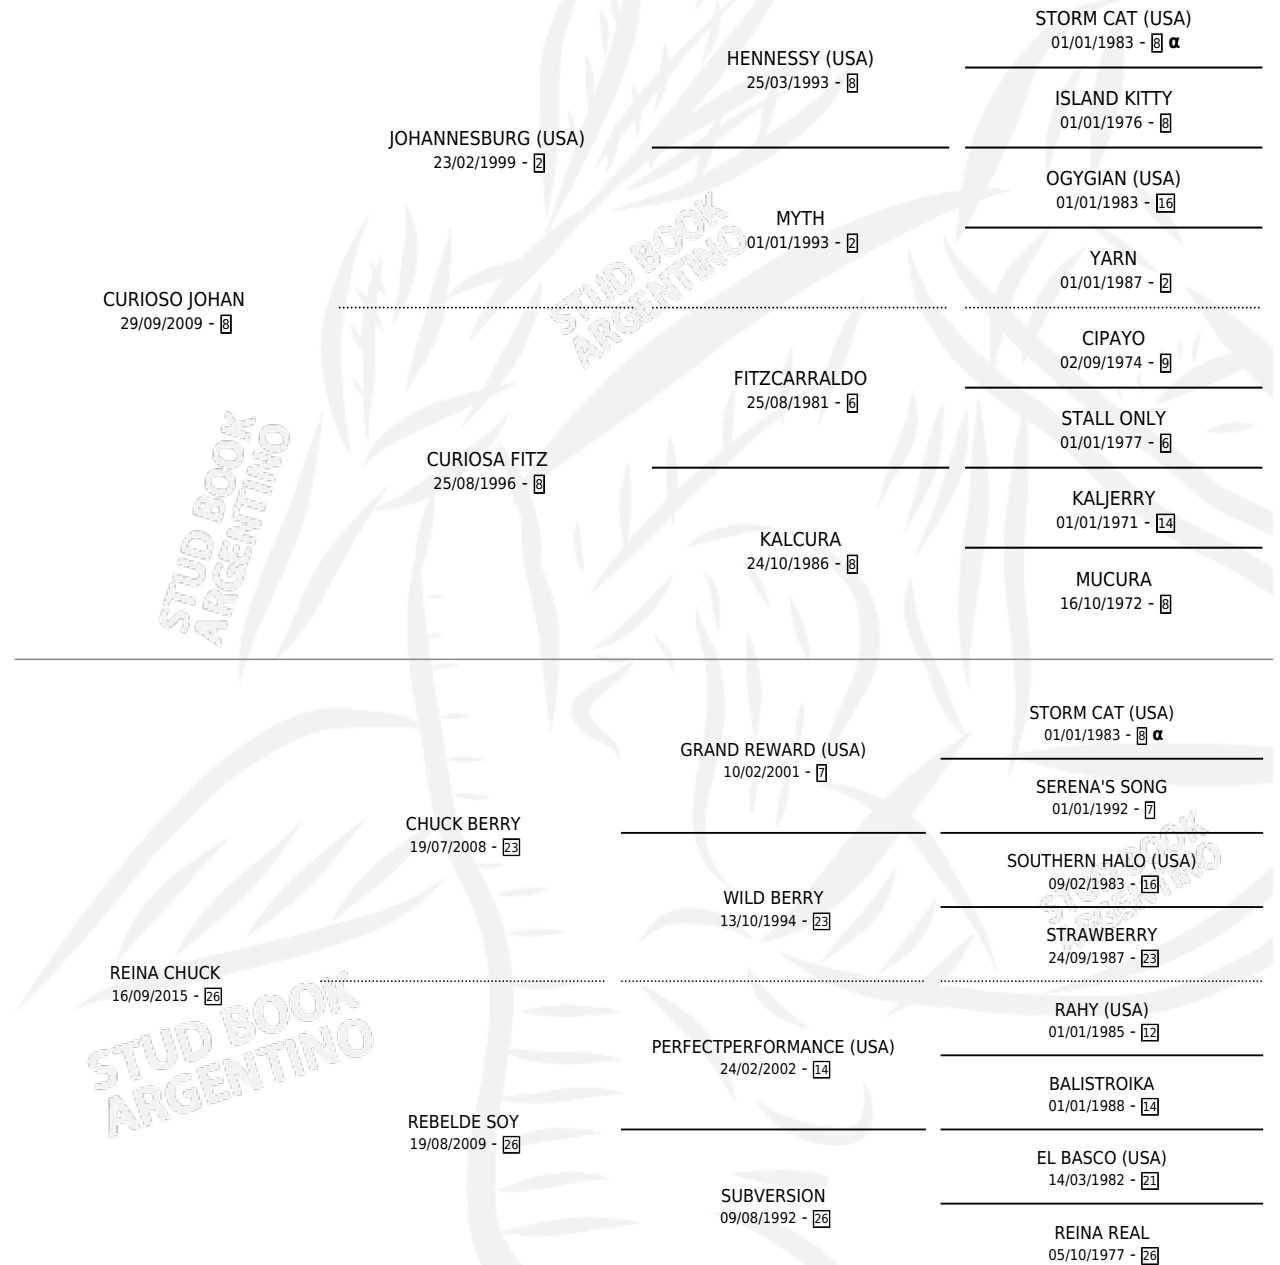 STORM CAT (USA)
01/01/1983 - 8 α
HENNESSY (USA)
25/03/1993 - 8
ISLAND KITTY
01/01/1976 - 8
JOHANNESBURG (USA)
23/02/1999 - 2
OGYGIAN (USA)
01/01/1983 - 16
MYTH
01/01/1993 - 2
YARN
01/01/1987 - 2
STUD BOOK
ARGENTINO
CURIOSO JOHAN
29/09/2009 - 8
CIPAYO
02/09/1974 - 9
FITZCARRALDO
25/08/1981 - 6
STALL ONLY
01/01/1977 - 6
CURIOSA FITZ
25/08/1996 - 8
KALJERRY
01/01/1971 - 14
KALCURA
24/10/1986 - 8
MUCURA
16/10/1972 - 8
STUD BOOK
ARGENTINO
STORM CAT (USA)
01/01/1983 - 8 α
GRAND REWARD (USA)
10/02/2001 - 7
SERENA'S SONG
01/01/1992 - 7
CHUCK BERRY
19/07/2008 - 23
SOUTHERN HALO (USA)
09/02/1983 - 16
WILD BERRY
13/10/1994 - 23
STRAWBERRY
24/09/1987 - 23
STUD BOOK
ARGENTINO
REINA CHUCK
16/09/2015 - 26
RAHY (USA)
01/01/1985 - 12
PERFECTPERFORMANCE (USA)
24/02/2002 - 14
BALISTROIKA
01/01/1988 - 14
REBELDE SOY
19/08/2009 - 26
EL BASCO (USA)
14/03/1982 - 21
SUBVERSION
09/08/1992 - 26
REINA REAL
05/10/1977 - 26
STUD BOOK
ARGENTINO